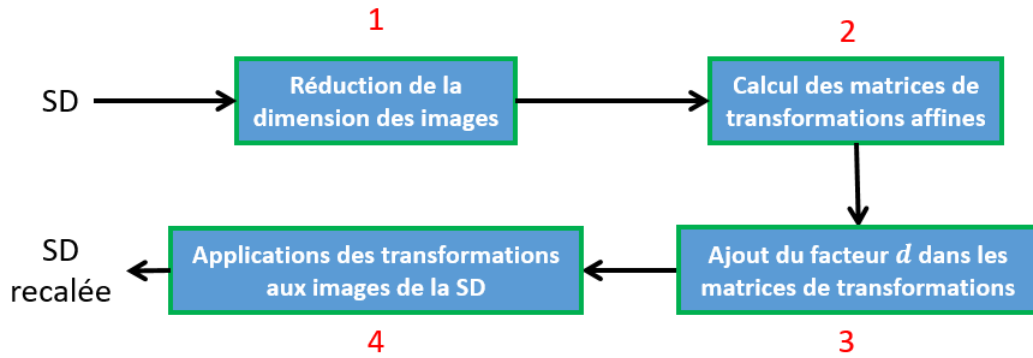 1
2
SD
Réduction de la
dimension des images
Calcul des matrices de
transformations affines
SD
recalée
Applications des transformations
aux images de la SD
Ajout du facteur d dans les
matrices de transformations
4
3